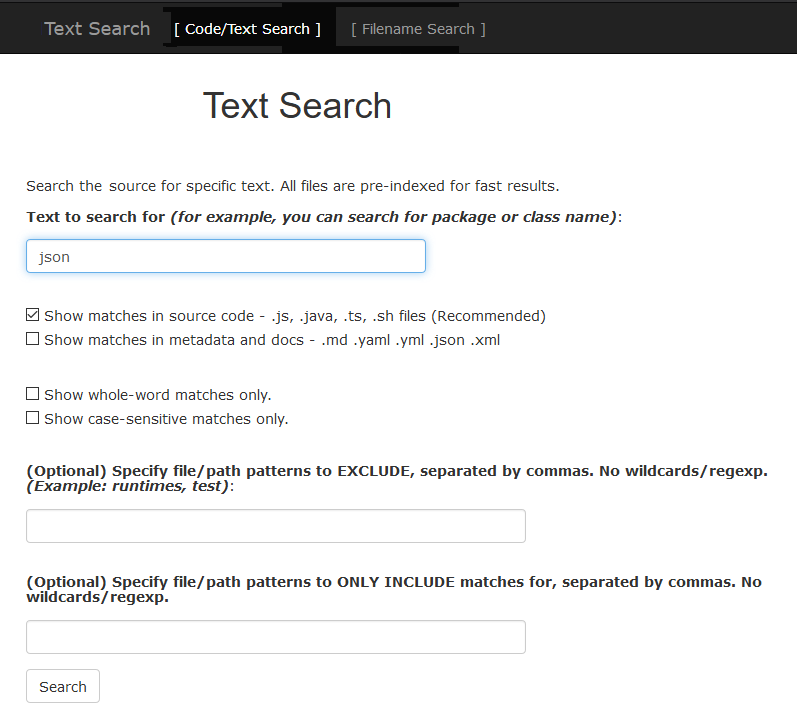 Text Search [ Code/Text Search ] [ Filename Search ]
Text Search
Search the source for specific text. All files are pre-indexed for fast results.
Text to search for (for example, you can search for package or class name):
json
Show matches in source code - .js, .java, .ts, .sh files (Recommended)
Show matches in metadata and docs - .md .yaml .yml .json .xml
Show whole-word matches only.
Show case-sensitive matches only.
(Optional) Specify file/path patterns to EXCLUDE, separated by commas. No wildcards/regexp.
(Example: runtimes, test):
(Optional) Specify file/path patterns to ONLY INCLUDE matches for, separated by commas. No
wildcards/regexp.
Search